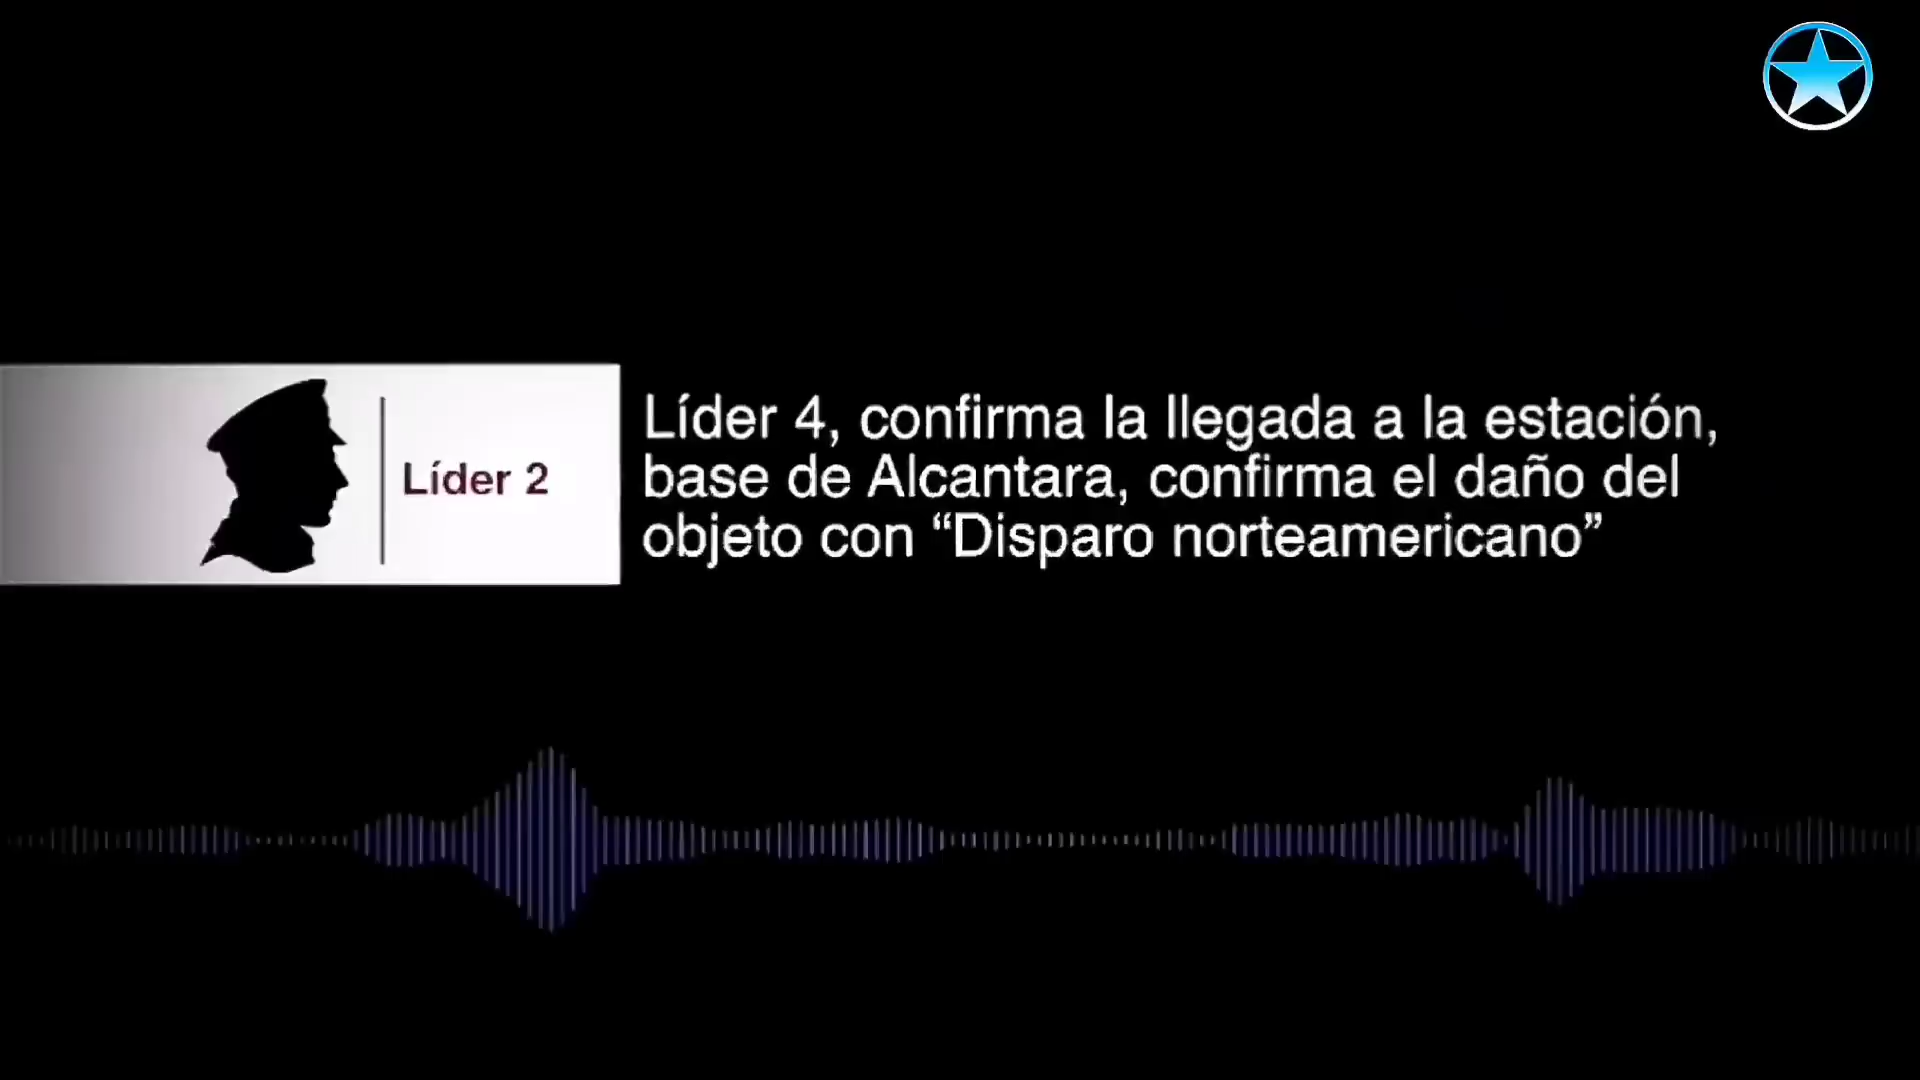 Líder 2
Líder 4, confirma la llegada a la estación,
base de Alcantara, confirma el daño del
objeto con “Disparo norteamericano”